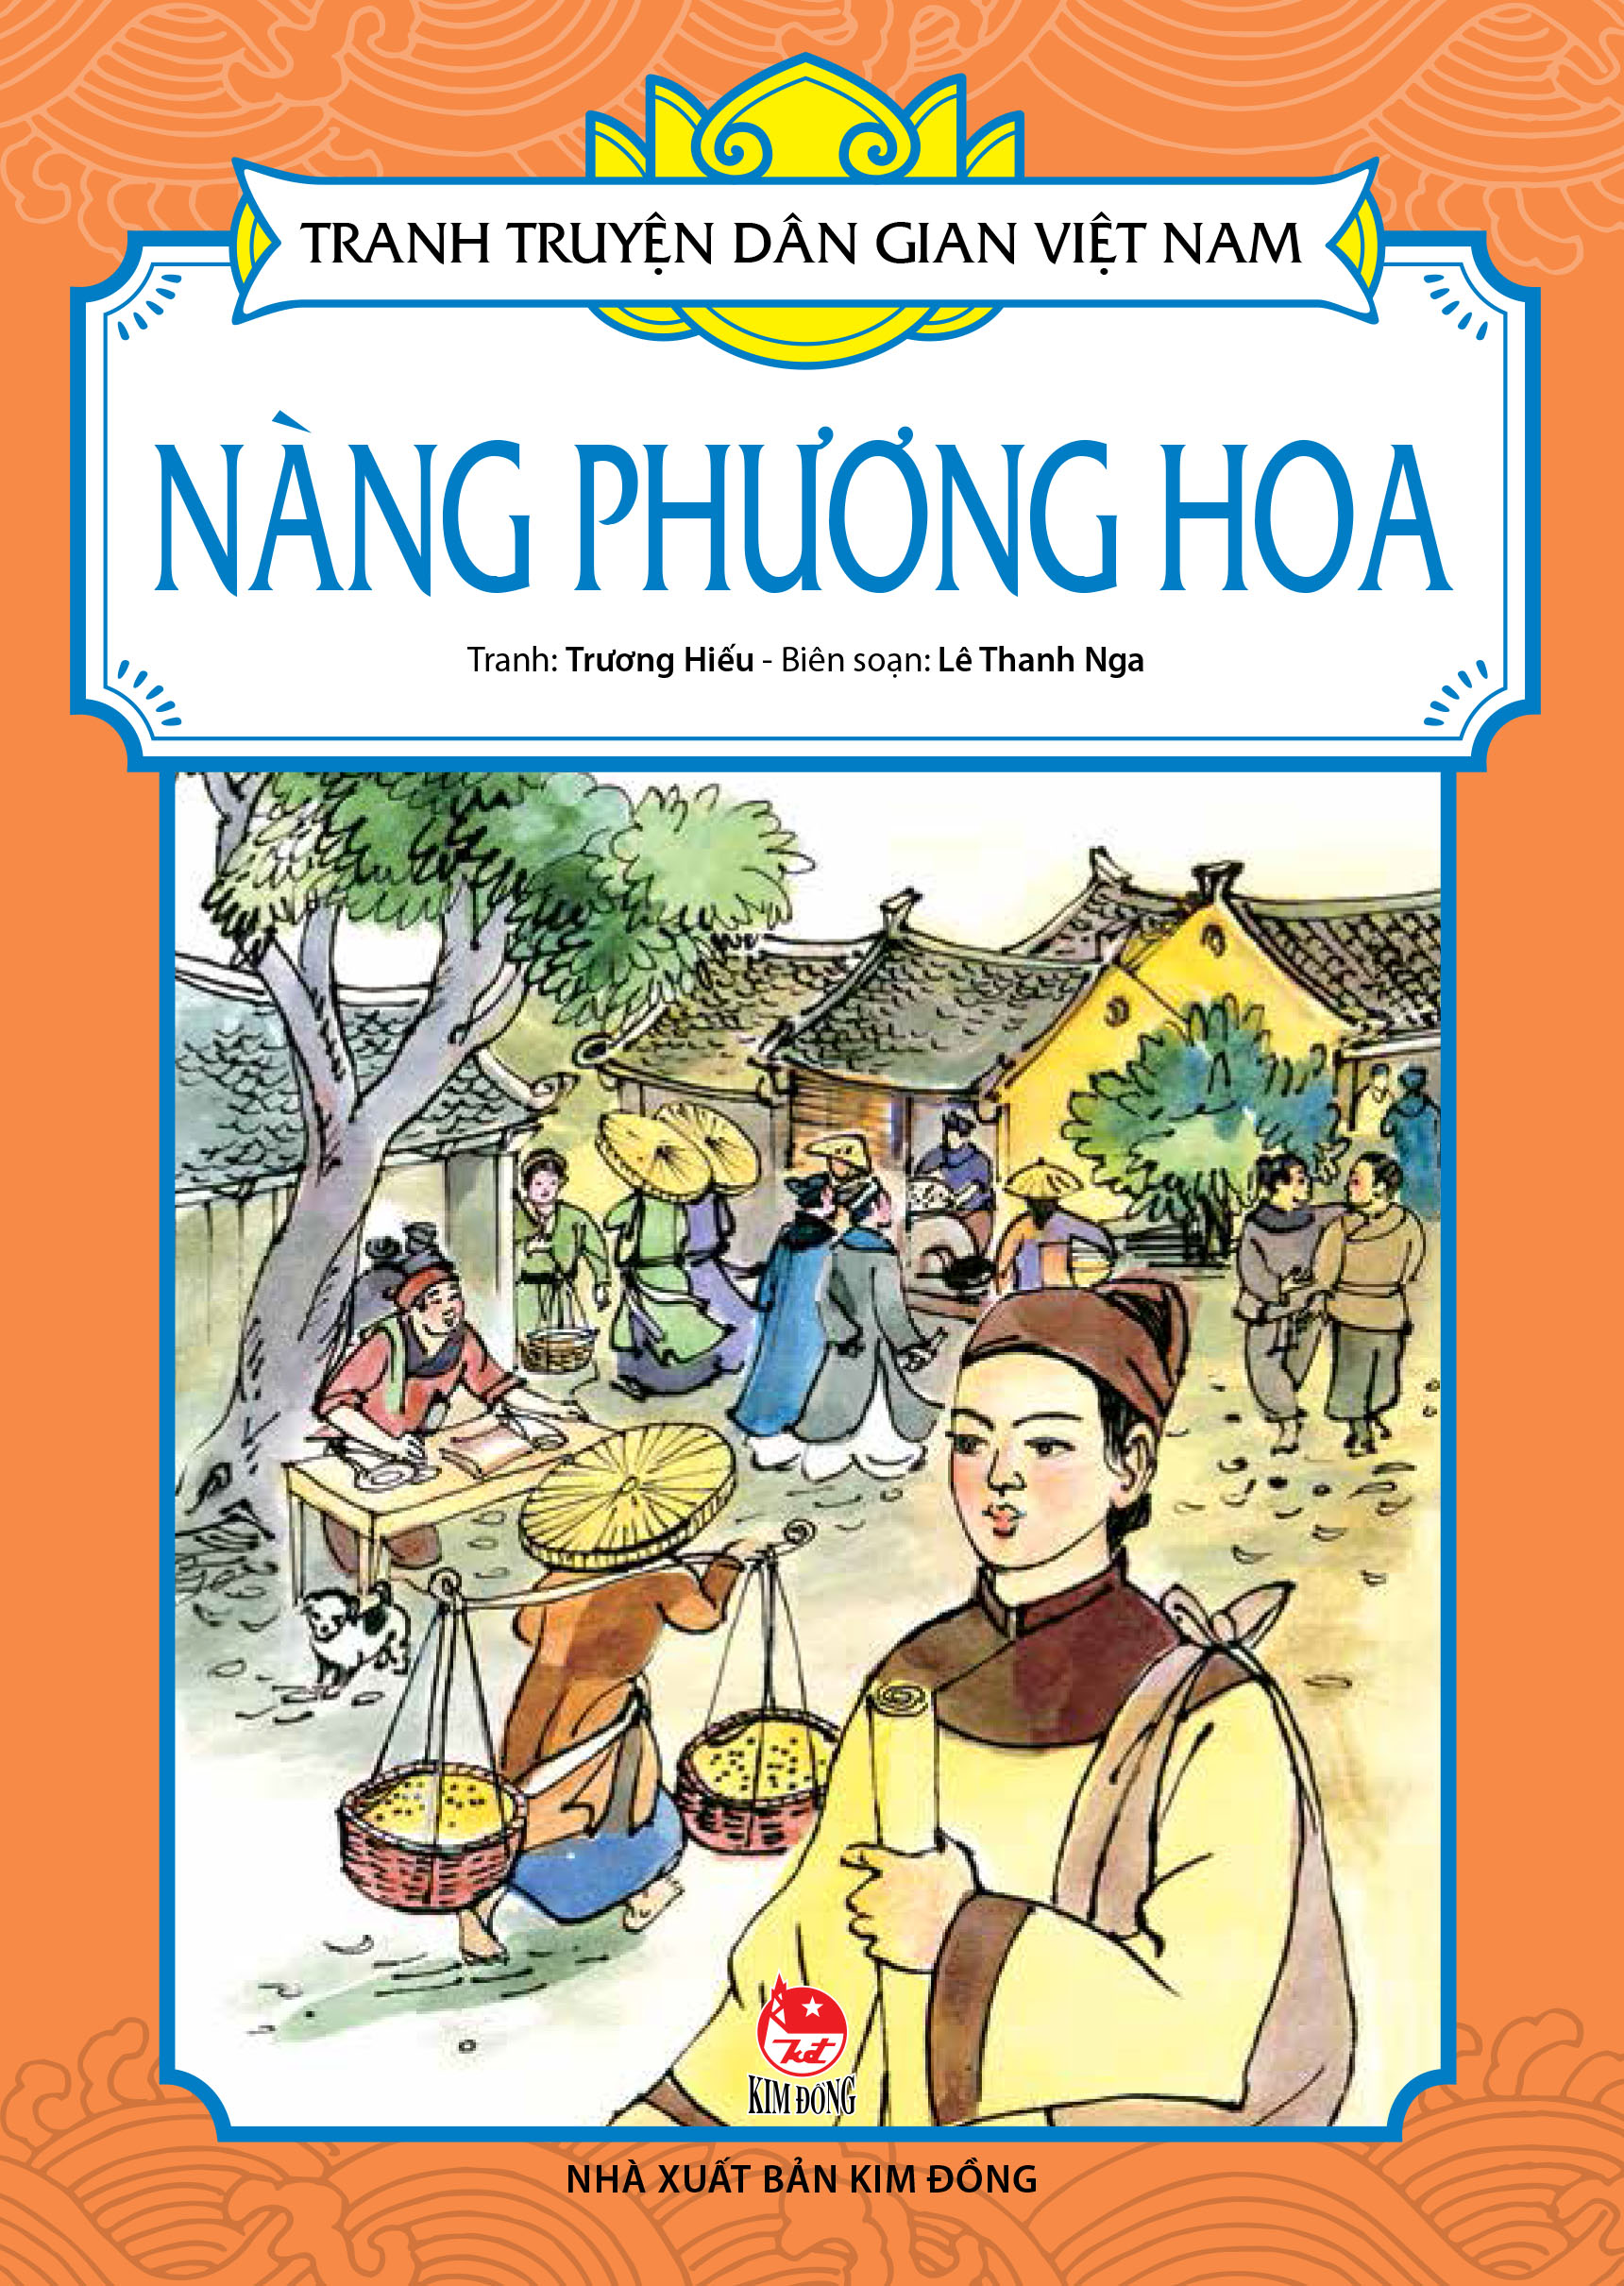 TRANH TRUYỆN DÂN GIAN VIỆT NAM
NÀNG PHƯƠNG HOA
Tranh: Trương Hiếu - Biên soạn: Lê Thanh Nga
Kđ
KIM ĐỒNG
NHÀ XUẤT BẢN KIM ĐỒNG